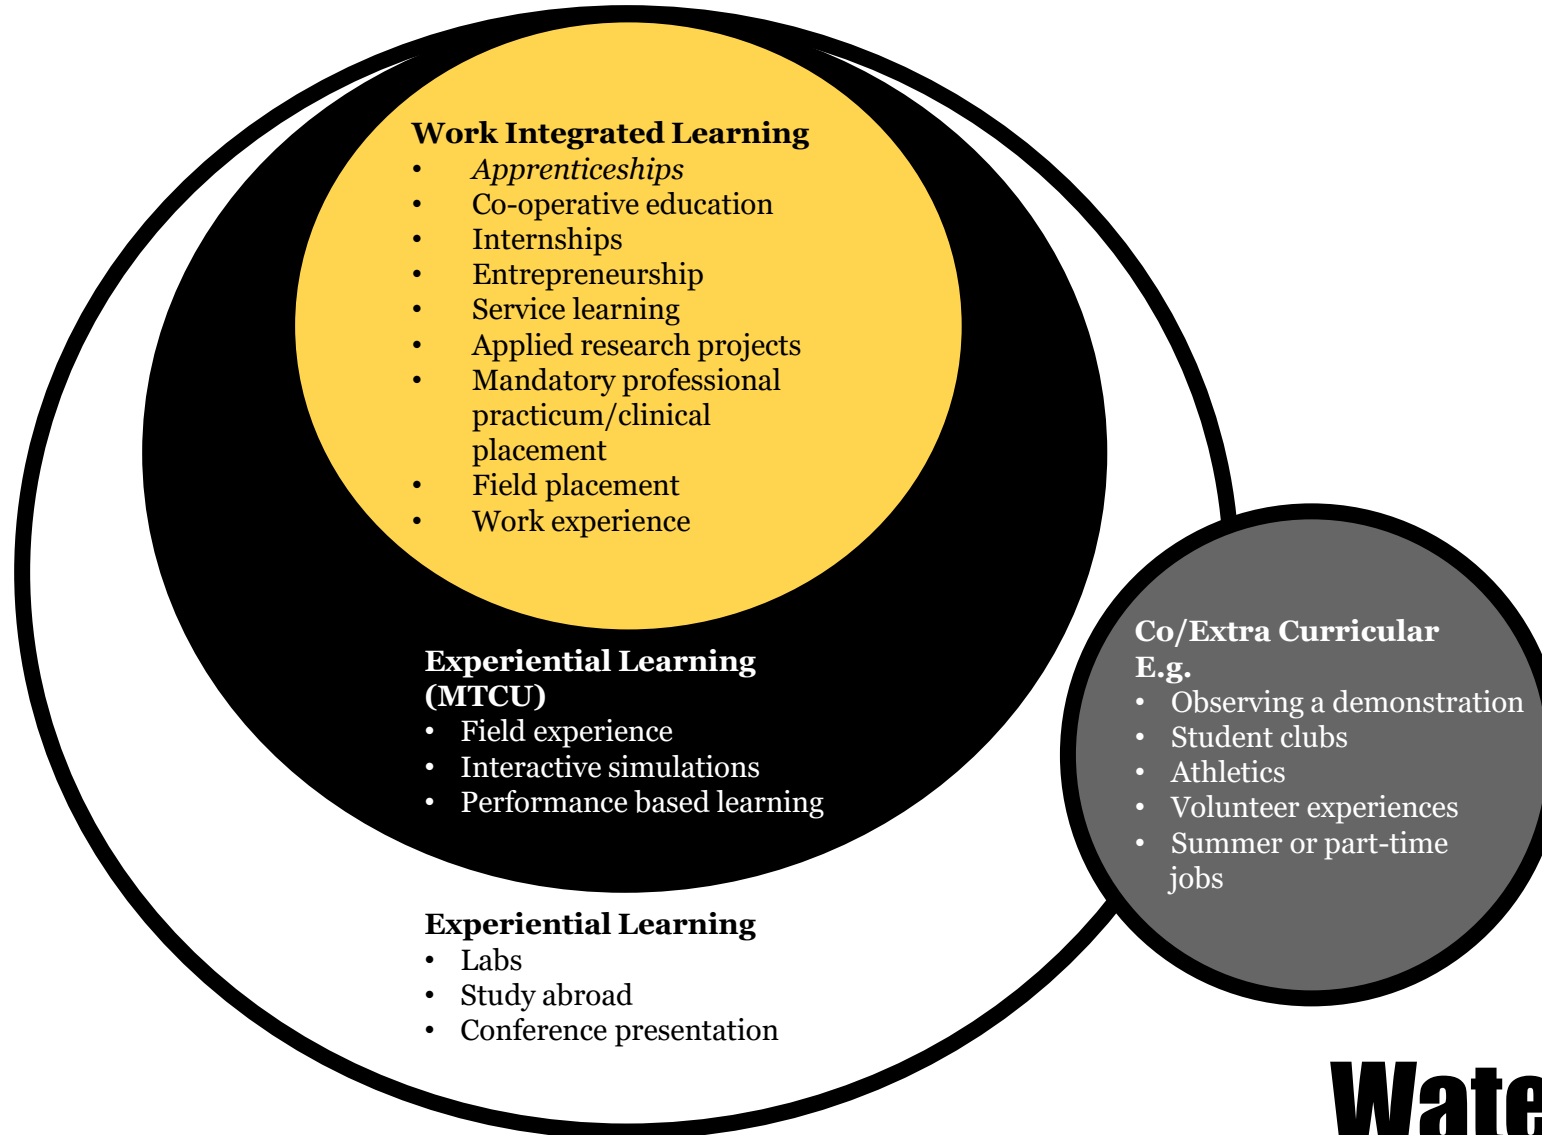 Work Integrated Learning
• Apprenticeships
• Co-operative education
• Internships
• Entrepreneurship
• Service learning
• Applied research projects
• Mandatory professional
practicum/clinical
placement
• Field placement
• Work experience
Experiential Learning
(MTCU)
• Field experience
• Interactive simulations
• Performance based learning
Experiential Learning
• Labs
• Study abroad
• Conference presentation
Co/Extra Curricular
E.g.
• Observing a demonstration
• Student clubs
• Athletics
• Volunteer experiences
• Summer or part-time
jobs
Wate